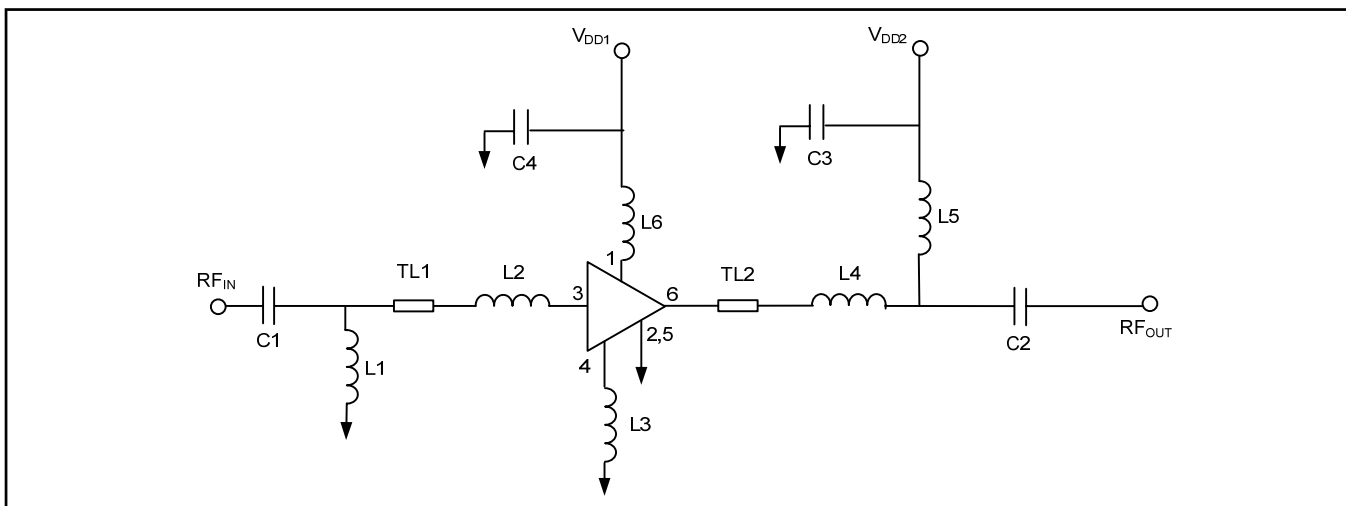 VDD1
VDD2
C4
C3
L6
L5
RFIN
TL1
L2
1
3
6
TL2
L4
2,5
C1
C2
RFOUT
4
L1
L3